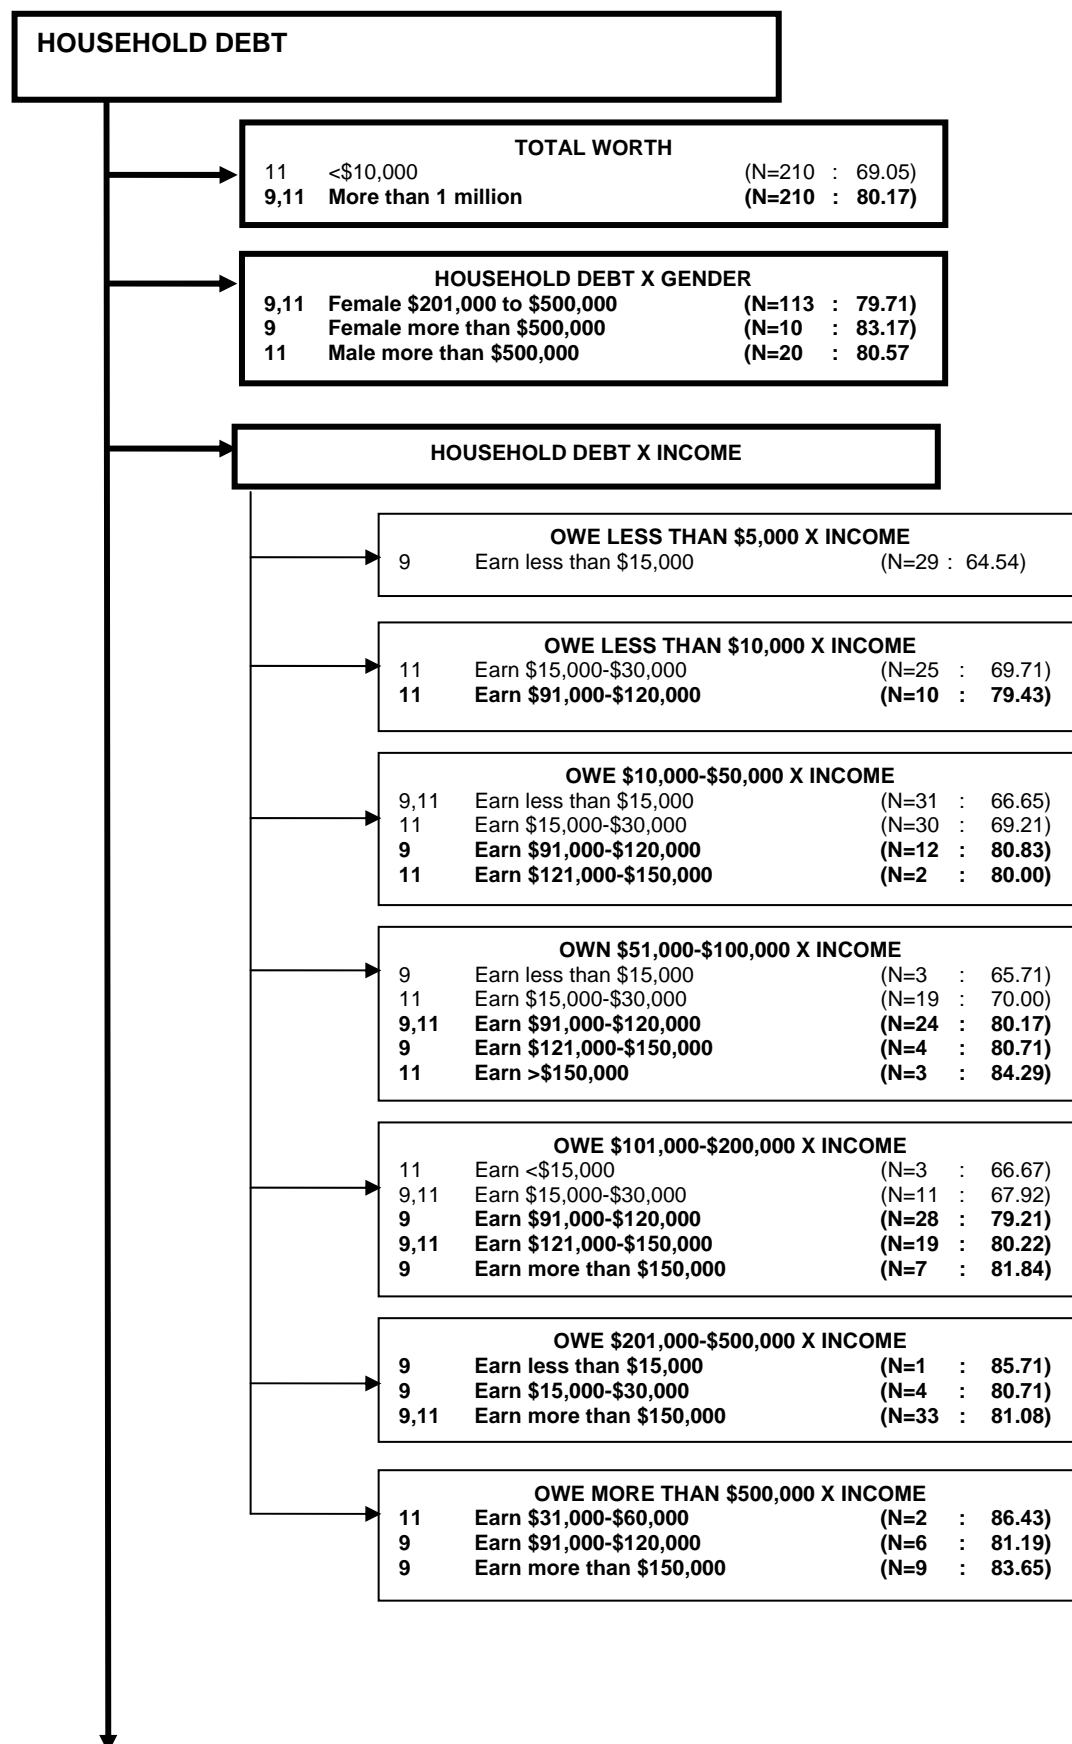 HOUSEHOLD DEBT
TOTAL WORTH
11 <$10,000 (N=210 : 69.05)
9,11 More than 1 million (N=210 : 80.17)
HOUSEHOLD DEBT X GENDER
9,11 Female $201,000 to $500,000 (N=113 : 79.71)
9 Female more than $500,000 (N=10 : 83.17)
11 Male more than $500,000 (N=20 : 80.57
HOUSEHOLD DEBT X INCOME
OWE LESS THAN $5,000 X INCOME
9 Earn less than $15,000 (N=29 : 64.54)
OWE LESS THAN $10,000 X INCOME
11 Earn $15,000-$30,000 (N=25 : 69.71)
11 Earn $91,000-$120,000 (N=10 : 79.43)
OWE $10,000-$50,000 X INCOME
9,11 Earn less than $15,000 (N=31 : 66.65)
11 Earn $15,000-$30,000 (N=30 : 69.21)
9 Earn $91,000-$120,000 (N=12 : 80.83)
11 Earn $121,000-$150,000 (N=2 : 80.00)
OWN $51,000-$100,000 X INCOME
9 Earn less than $15,000 (N=3 : 65.71)
11 Earn $15,000-$30,000 (N=19 : 70.00)
9,11 Earn $91,000-$120,000 (N=24 : 80.17)
9 Earn $121,000-$150,000 (N=4 : 80.71)
11 Earn >$150,000 (N=3 : 84.29)
OWE $101,000-$200,000 X INCOME
11 Earn <$15,000 (N=3 : 66.67)
9,11 Earn $15,000-$30,000 (N=11 : 67.92)
9 Earn $91,000-$120,000 (N=28 : 79.21)
9,11 Earn $121,000-$150,000 (N=19 : 80.22)
9 Earn more than $150,000 (N=7 : 81.84)
OWE $201,000-$500,000 X INCOME
9 Earn less than $15,000 (N=1 : 85.71)
9 Earn $15,000-$30,000 (N=4 : 80.71)
9,11 Earn more than $150,000 (N=33 : 81.08)
OWE MORE THAN $500,000 X INCOME
11 Earn $31,000-$60,000 (N=2 : 86.43)
9 Earn $91,000-$120,000 (N=6 : 81.19)
9 Earn more than $150,000 (N=9 : 83.65)